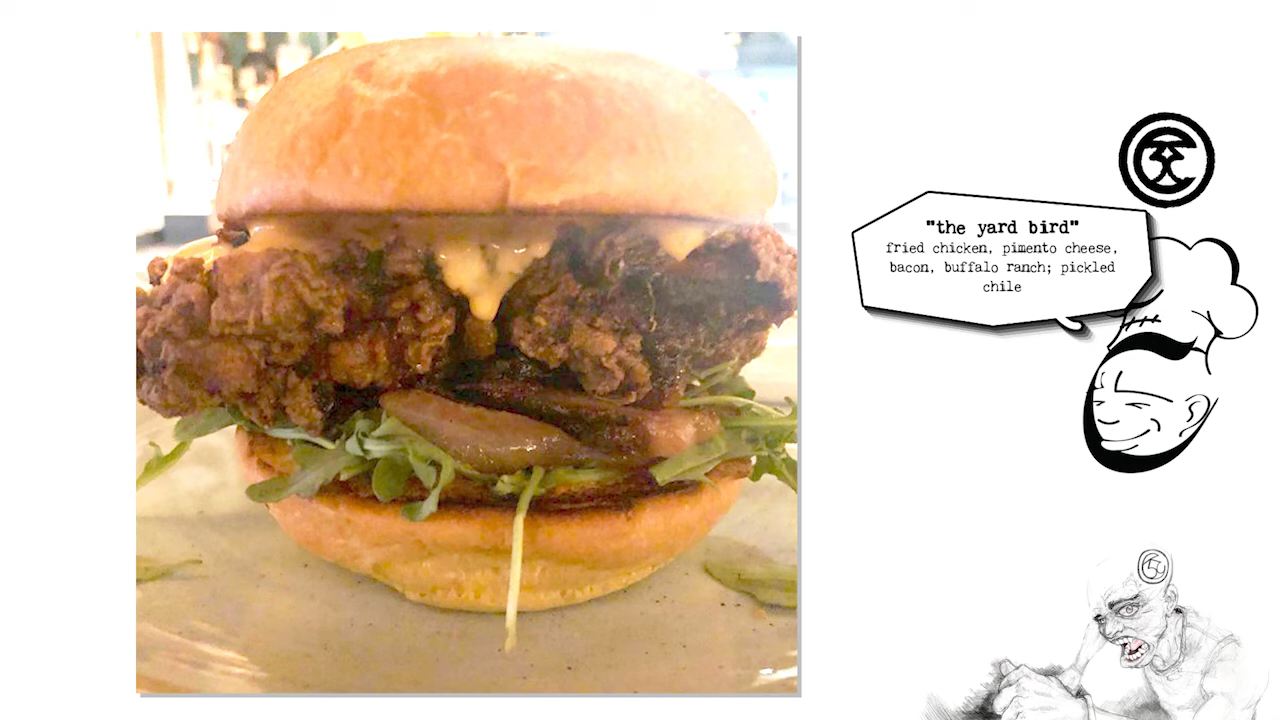 "the yard bird"
fried chicken, pimento cheese,
bacon, buffalo ranch; pickled
chile